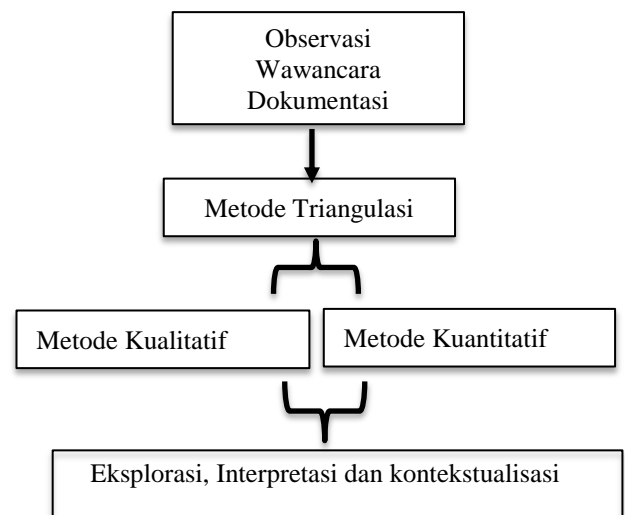 Observasi
Wawancara
Dokumentasi
Metode Triangulasi
Metode Kualitatif
Metode Kuantitatif
Eksplorasi, Interpretasi dan kontekstualisasi